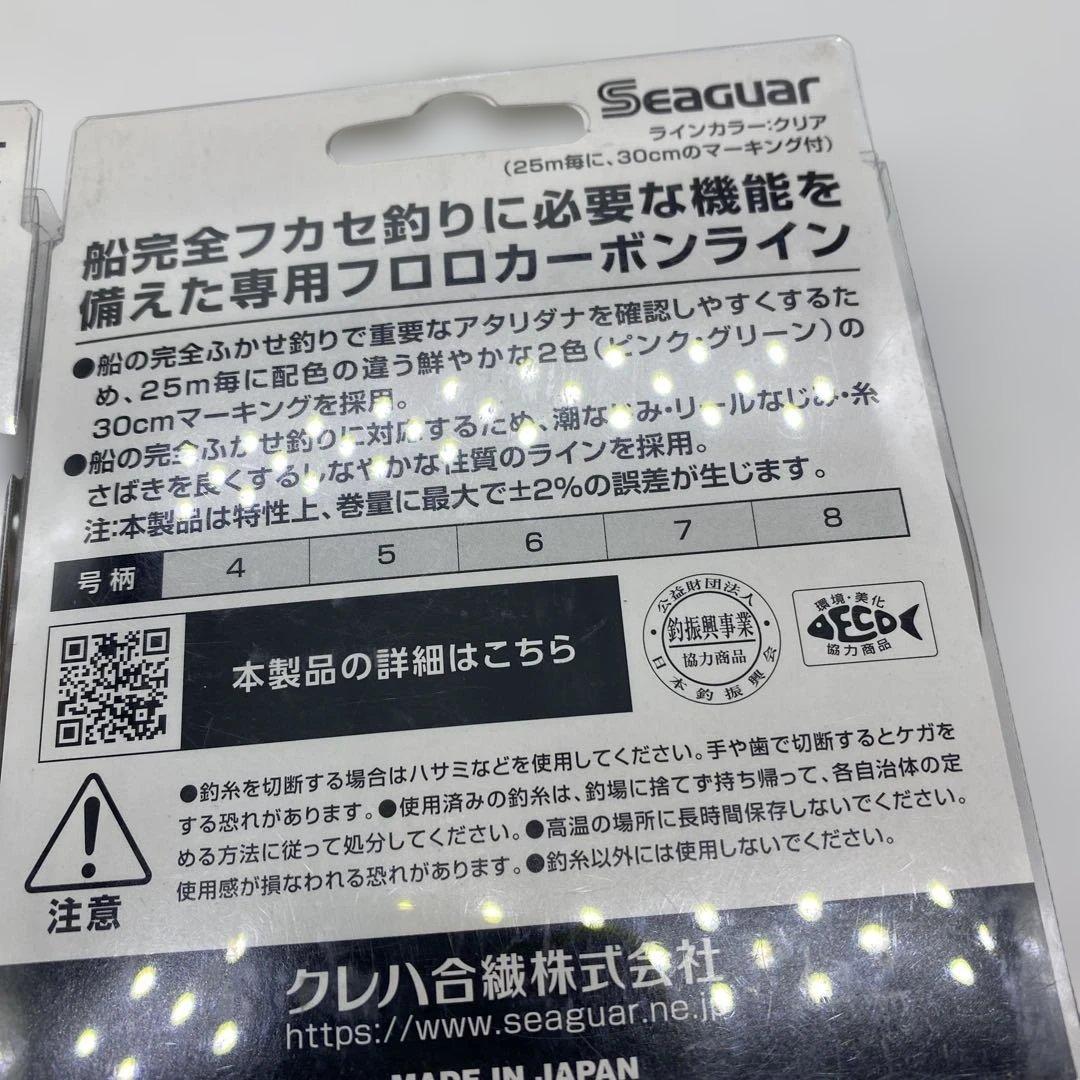 Seaguar
ラインカラー:クリア
(25m毎に、30cmのマーキング付)
船完全フカセ釣りに必要な機能を
備えた専用フロロカーボンライン
●船の完全ふかせ釣りで重要なアタリダナを確認しやすくするた
め、25m毎に配色の違う鮮やかな2色(ピンク・グリーン)の
30cmマーキングを採用。
●船の完全ふかせ釣りに対応するため、潮なじみ・リールなじみ・糸
さばきを良くするしなやかな性質のラインを採用。
注:本製品は特性上、巻量に最大で±2%の誤差が生じます。
号柄 4 5 6 7 8
本製品の詳細はこちら
公益財団法人
釣振興事業
協力商品
日本釣振興会
環境・美化
DECO
協力商品
●釣糸を切断する場合はハサミなどを使用してください。手や歯で切断するとケガを
する恐れがあります。●使用済みの釣糸は、釣場に捨てず持ち帰って、各自治体の定
める方法に従って処分してください。●高温の場所に長時間保存しないでください。
使用感が損なわれる恐れがあります。●釣糸以外には使用しないでください。
注意
クレハ合繊株式会社
https://www.seaguar.ne.jp
MADE IN JAPAN